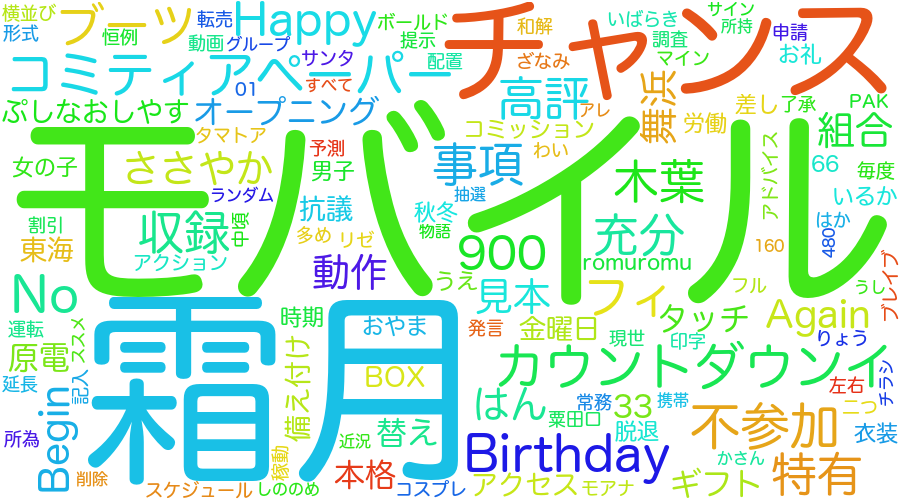 横並び
形式
ブーツ
恒例
転売
動画
Happy
グループ
ボールド
提示
サンタ
すべて
配置
チャンス
和解
ざなみ
アレ
いばらき
調査
マイン
サイン
所持
申請
お礼
コミティアペーパー
01
ぷしなおしやす
オープニング
高評
舞浜
差し
了承
PAK
労働
組合
モバイル
タマトア
コミッション
わい
予測
事項
女の子
ささやか
男子
木葉
アドバイス
66
毎度
ランダム
抽選
いるか
割引
収録
中頃
抗議
秋冬
物語
充分
はか
東海
多め
リゼ
900
160
480
アクション
動作
うえ
romuromu
フル
うし
ブレイブ
No
霜月
時期
見本
フィ
タッチ
Again
運転
ススメ
おやま
発言
金曜日
現世
印字
りょう
原電
備え付け
カウントダウンイ
延長
記入
BOX
はん
常務
33
携帯
左右
二っ
チラシ
Begin
所為
近況
替え
粟田口
脱退
不参加
衣装
稼動
Birthday
かさん
削除
スケジュール
しののめ
本格
コスプレ
アクセス
モアナ
ギフト
特有